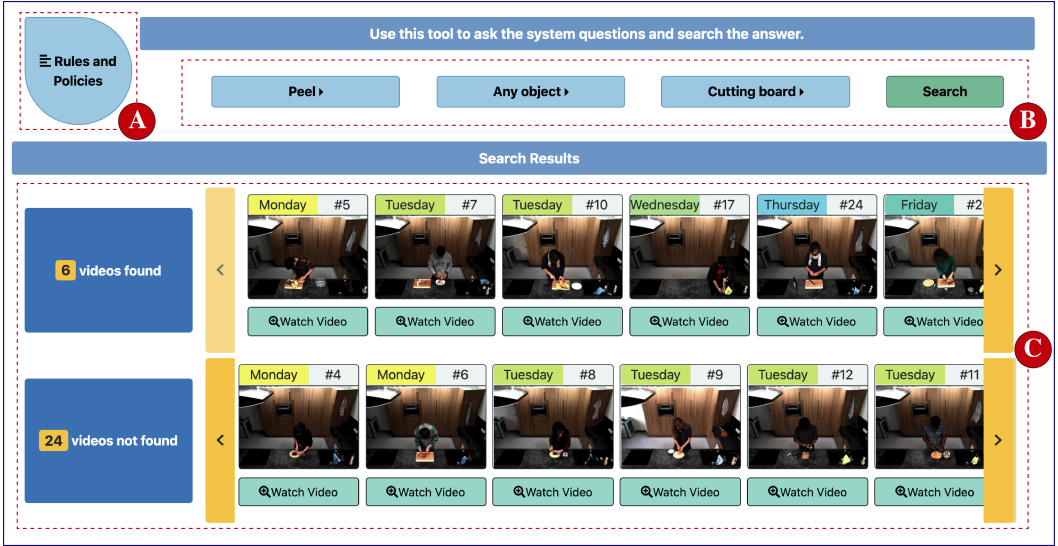 Use this tool to ask the system questions and search the answer.
Rules and
Policies
A
Peel
Any object
Cutting board
Search
B
Search Results
6 videos found
Monday #5
Tuesday #7
Tuesday #10
Wednesday #17
Thursday #24
Friday
Watch Video
Watch Video
Watch Video
Watch Video
Watch Video
Watch Video
C
24 videos not found
Monday #4
Monday #6
Tuesday #8
Tuesday #9
Tuesday #12
Tuesday #11
Watch Video
Watch Video
Watch Video
Watch Video
Watch Video
Watch Video